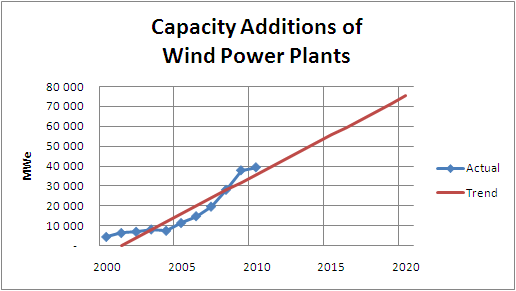 Capacity Additions of
Wind Power Plants
80 000
70 000
60 000
50 000
40 000
30 000
20 000
10 000
-
MWe
2000 2005 2010 2015 2020
Actual
Trend